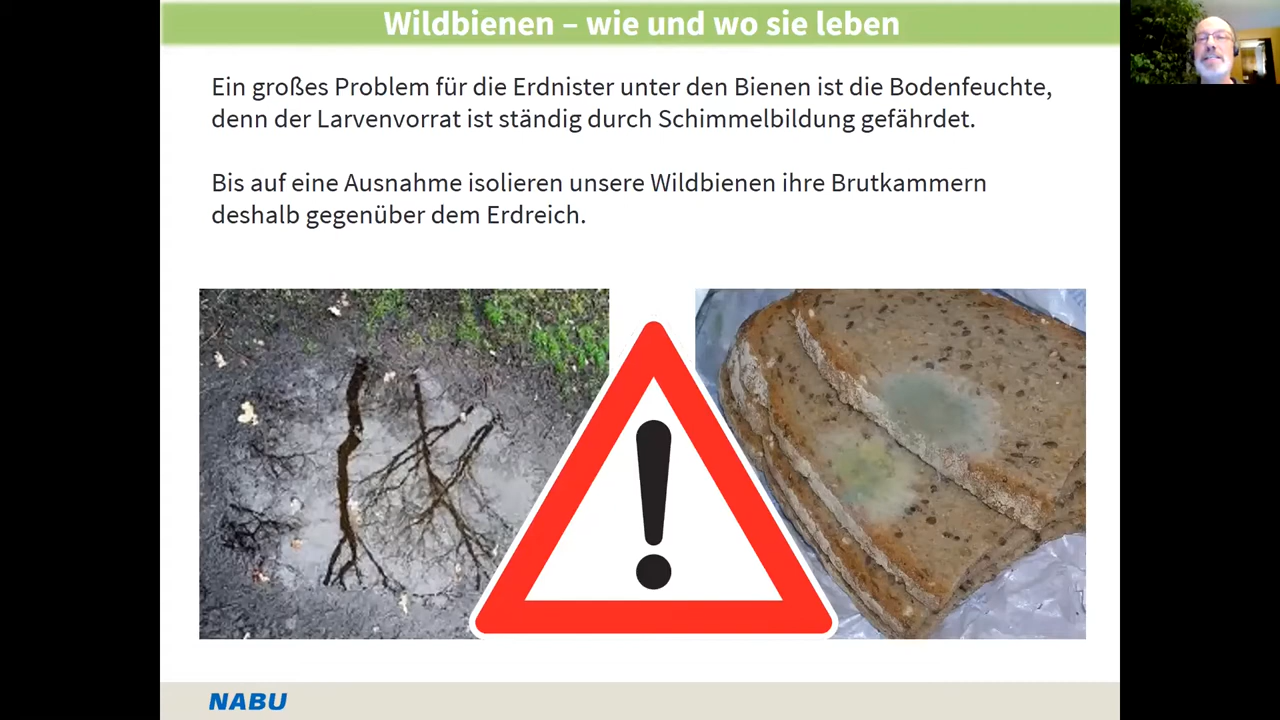 Wildbienen – wie und wo sie leben
Ein großes Problem für die Erdnister unter den Bienen ist die Bodenfeuchte,
denn der Larvenvorrat ist ständig durch Schimmelbildung gefährdet.
Bis auf eine Ausnahme isolieren unsere Wildbienen ihre Brutkammern
deshalb gegenüber dem Erdreich.
NABU